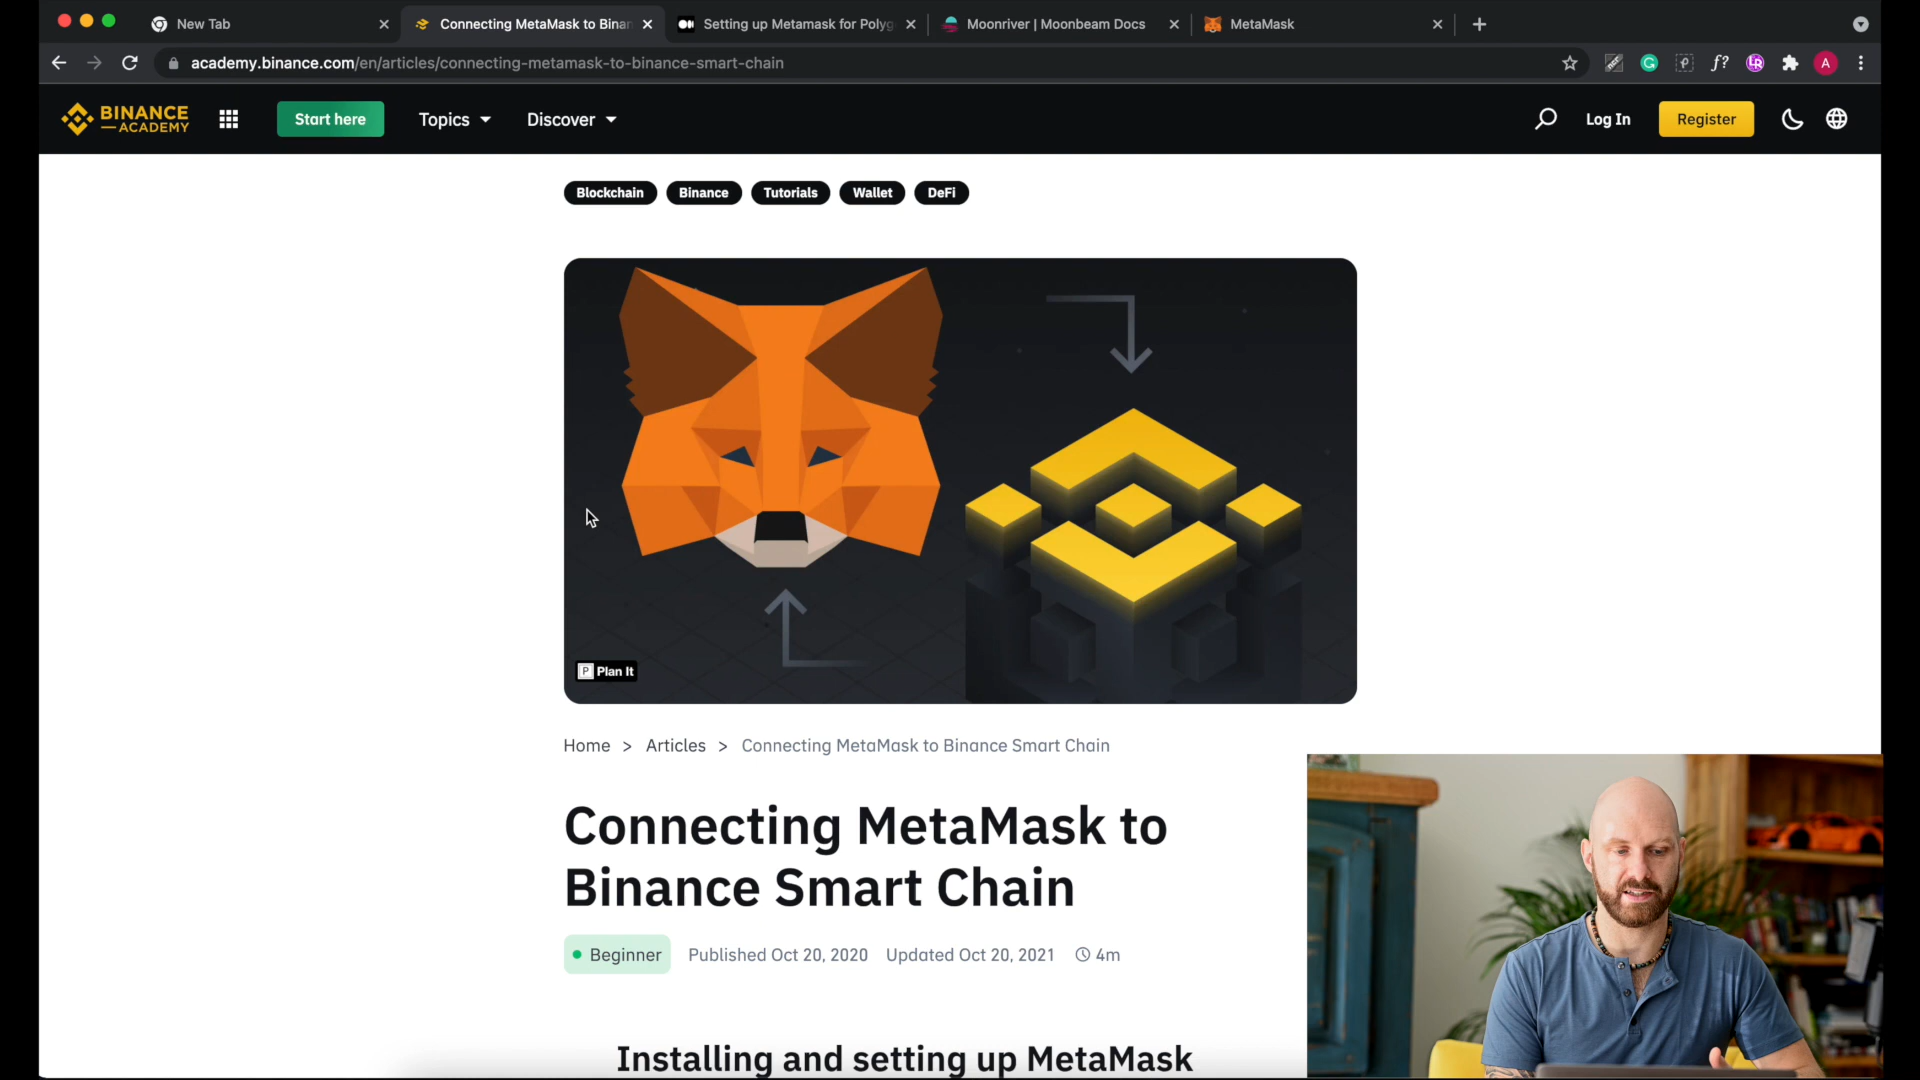 New Tab
Connecting MetaMask to Binan
Setting up Metamask for Polyg
Moonriver | Moonbeam Docs
MetaMask
academy.binance.com/en/articles/connecting-metamask-to-binance-smart-chain
f?
A
BINANCE
ACADEMY
Start here
Topics
Discover
Log In
Register
Blockchain
Binance
Tutorials
Wallet
DeFi
P Plan It
Home > Articles > Connecting MetaMask to Binance Smart Chain
Connecting MetaMask to
Binance Smart Chain
Beginner
Published Oct 20, 2020
Updated Oct 20, 2021
4m
Installing and setting up MetaMask